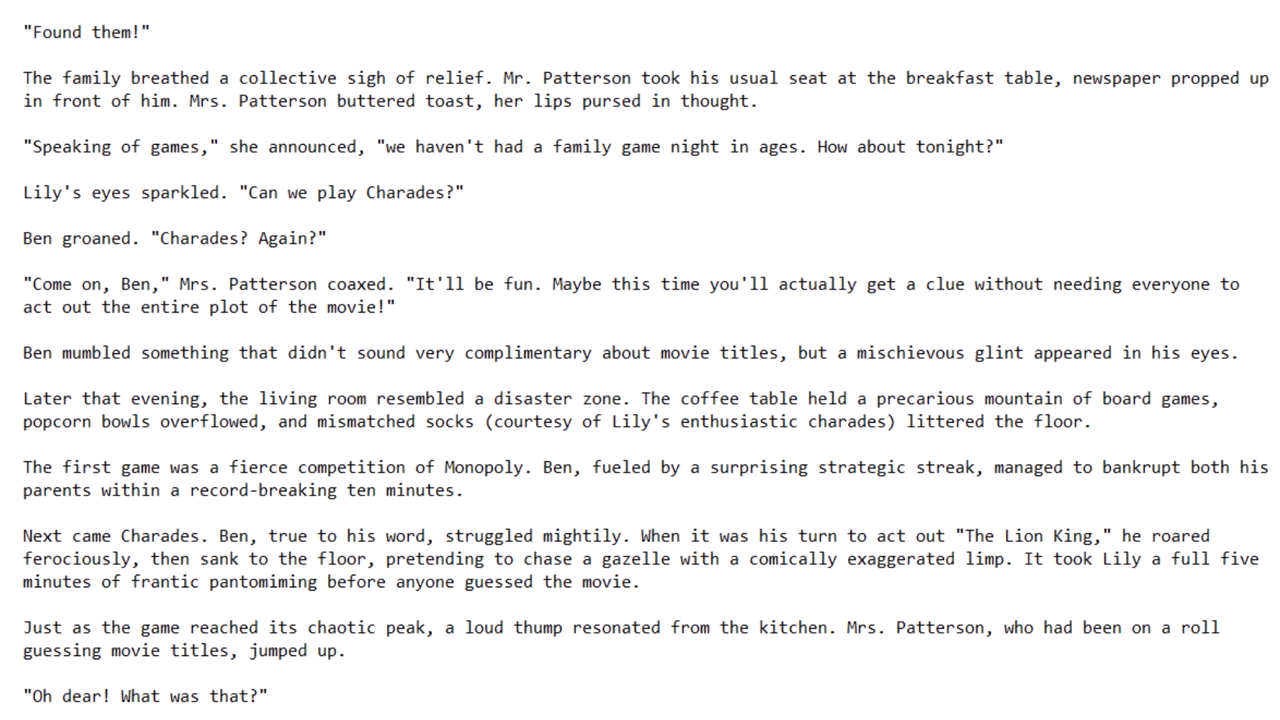 "Found them!"
The family breathed a collective sigh of relief. Mr. Patterson took his usual seat at the breakfast table, newspaper propped up
in front of him. Mrs. Patterson buttered toast, her lips pursed in thought.
"Speaking of games," she announced, "we haven't had a family game night in ages. How about tonight?"
Lily's eyes sparkled. "Can we play Charades?"
Ben groaned. "Charades? Again?"
"Come on, Ben," Mrs. Patterson coaxed. "It'll be fun. Maybe this time you'll actually get a clue without needing everyone to
act out the entire plot of the movie!"
Ben mumbled something that didn't sound very complimentary about movie titles, but a mischievous glint appeared in his eyes.
Later that evening, the living room resembled a disaster zone. The coffee table held a precarious mountain of board games,
popcorn bowls overflowed, and mismatched socks (courtesy of Lily's enthusiastic charades) littered the floor.
The first game was a fierce competition of Monopoly. Ben, fueled by a surprising strategic streak, managed to bankrupt both his
parents within a record-breaking ten minutes.
Next came Charades. Ben, true to his word, struggled mightily. When it was his turn to act out "The Lion King," he roared
ferociously, then sank to the floor, pretending to chase a gazelle with a comically exaggerated limp. It took Lily a full five
minutes of frantic pantomiming before anyone guessed the movie.
Just as the game reached its chaotic peak, a loud thump resonated from the kitchen. Mrs. Patterson, who had been on a roll
guessing movie titles, jumped up.
"Oh dear! What was that?"